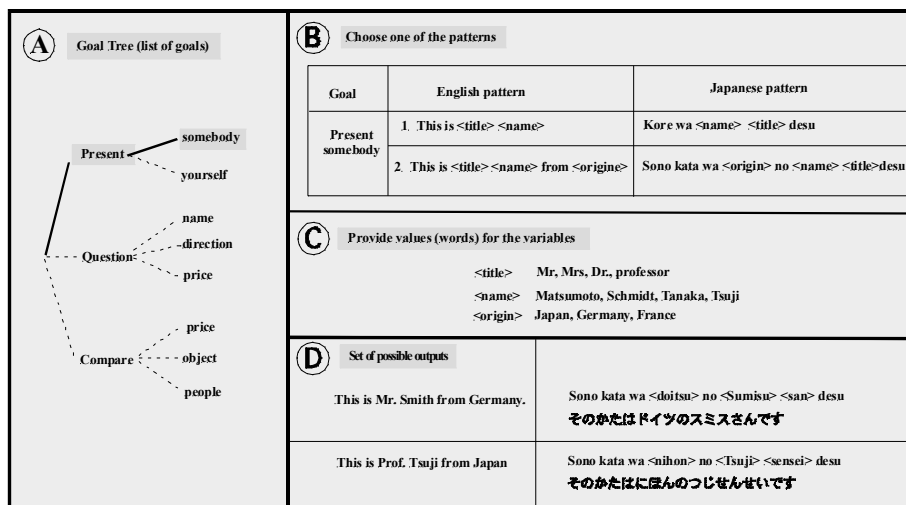 A Goal Tree (list of goals)
Present
somebody
yourself
Question
name
direction
price
Compare
price
object
people
B Choose one of the patterns
Goal English pattern Japanese pattern
Present somebody
1. This is <title> <name> Kore wa <name> <title> desu
2. This is <title> <name> from <origine> Sono kata wa <origin> no <name> <title>desu
C Provide values (words) for the variables
<title> Mr, Mrs, Dr., professor
<name> Matsumoto, Schmidt, Tanaka, Tsuji
<origin> Japan, Germany, France
D Set of possible outputs
This is Mr. Smith from Germany. Sono kata wa <doitsu> no <Sumisu> <san> desu
そのかたはドイツのスミスさんです
This is Prof. Tsuji from Japan Sono kata wa <nihon> no <Tsuji> <sensei> desu
そのかたはにほんのつじせんせいです